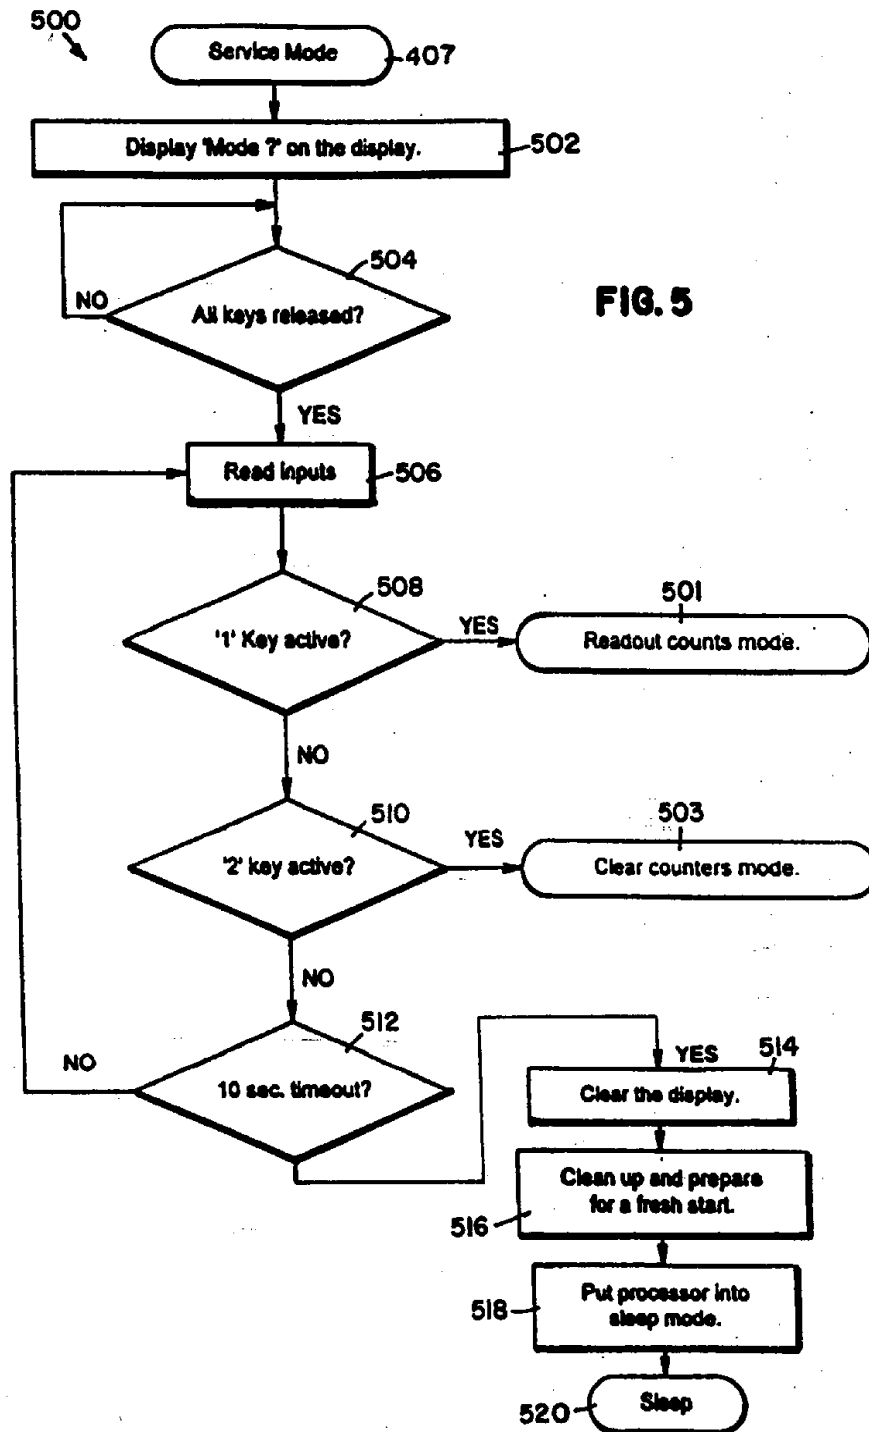 500
Service Mode
407
Display 'Mode ?' on the display.
502
504
NO
All keys released?
FIG. 5
YES
Read inputs
506
508
501
'1' Key active?
YES
Readout counts mode.
NO
510
503
'2' key active?
YES
Clear counters mode.
NO
512
NO
10 sec. timeout?
YES
514
Clear the display.
Clean up and prepare
for a fresh start.
516
Put processor into
sleep mode.
518
Sleep
520